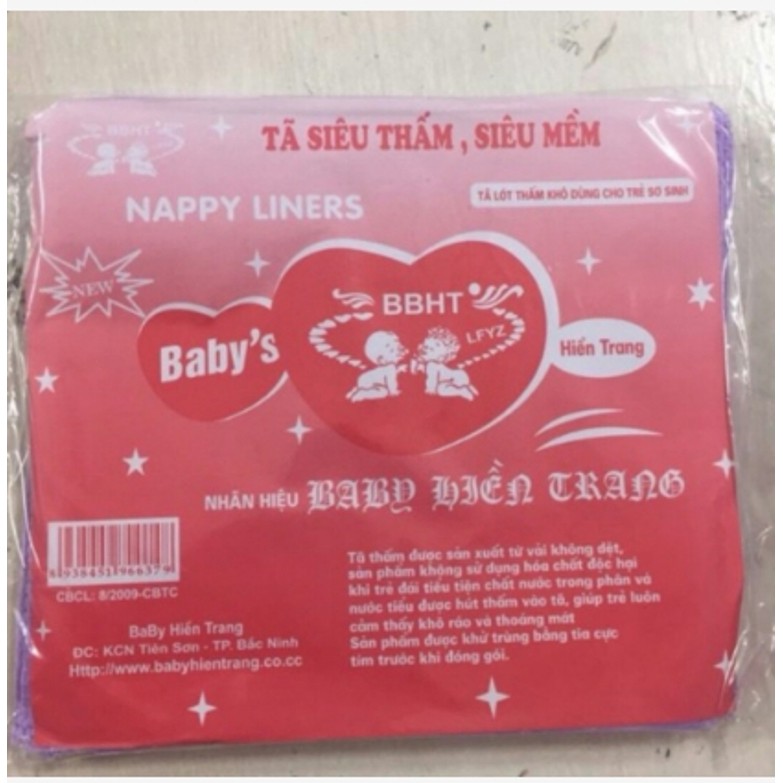 BBHT
TÃ SIÊU THẤM , SIÊU MỀM
NAPPY LINERS
TÃ LÓT THẤM KHÔ DÙNG CHO TRẺ SƠ SINH
NEW
BBHT
LFYZ
Baby's
Hiền Trang
NHÃN HIỆU BABY HIỀN TRANG
Tã thấm được sản xuất từ vải không dệt,
sản phẩm không sử dụng hóa chất độc hại
khi trẻ đái tiểu tiện chất nước trong phân và
nước tiểu được hút thấm vào tã, giúp trẻ luôn
cảm thấy khô ráo và thoáng mát
Sản phẩm được khử trùng bằng tia cực
tím trước khi đóng gói.
CBCL: 8/2009-CBTC
BaBy Hiền Trang
ĐC: KCN Tiên Sơn - TP. Bắc Ninh
Http://www.babyhientrang.co.cc